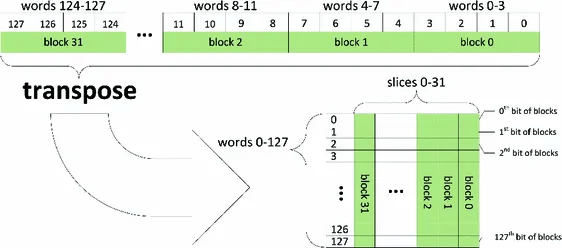 words 124-127 words 8-11 words 4-7 words 0-3
127 126 125 124 ••• 11 10 9 8 7 6 5 4 3 2 1 0
block 31 block 2 block 1 block 0
transpose
slices 0-31
words 0-127
0 0th bit of blocks
1 1st bit of blocks
2 2nd bit of blocks
3
••• block 31 ••• block 2 block 1 block 0
126
127 127th bit of blocks